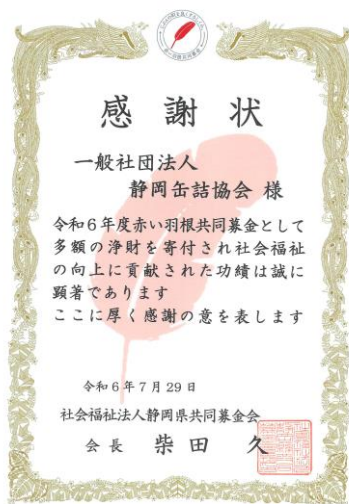 感謝状
一般社団法人
静岡缶詰協会 様
令和6年度赤い羽根共同募金として
多額の浄財を寄付され社会福祉
の向上に貢献された功績は誠に
顕著であります
ここに厚く感謝の意を表します
令和6年7月29日
社会福祉法人静岡県共同募金会
会長 柴田 久